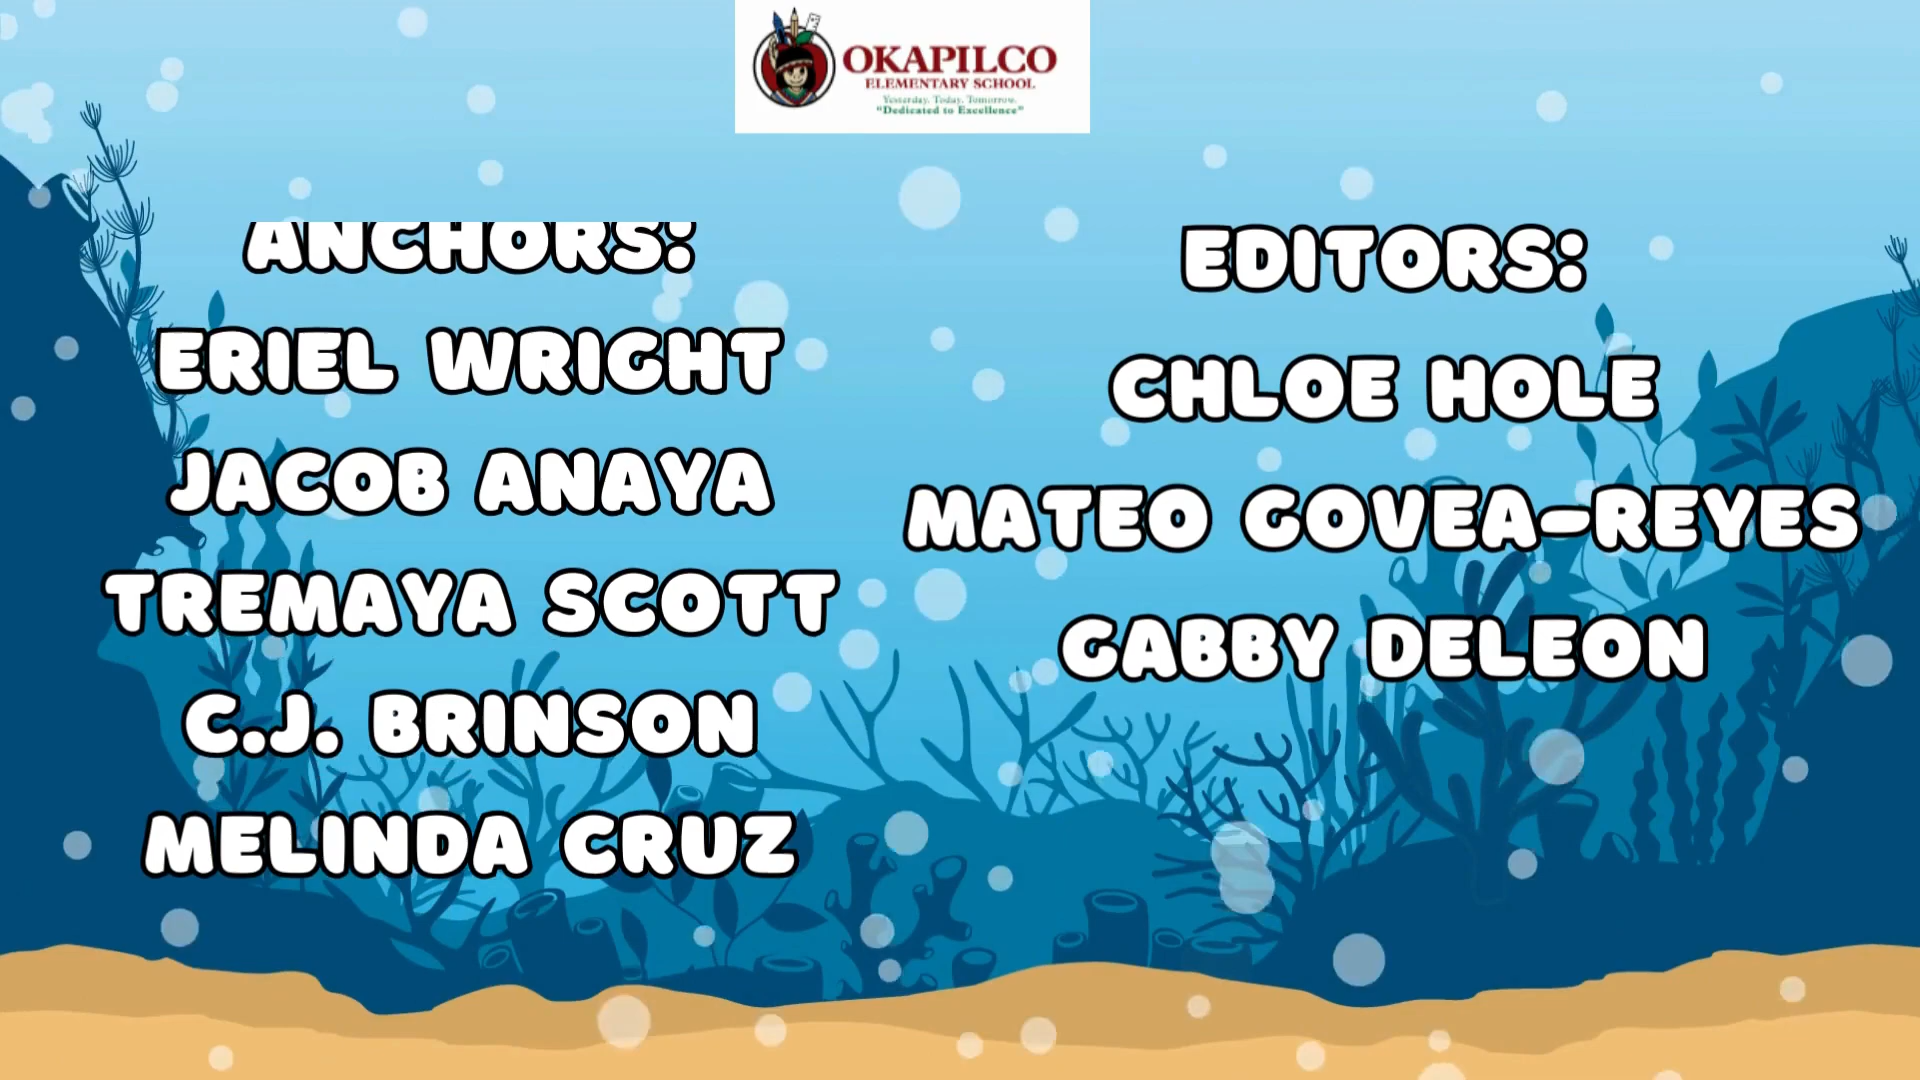 OKAPILCO
ELEMENTARY SCHOOL
Yesterday. Today. Tomorrow.
"Dedicated to Excellence"
ANCHORS:
ERIEL WRIGHT
JACOB ANAYA
TREMAYA SCOTT
C.J. BRINSON
MELINDA CRUZ
EDITORS:
CHLOE HOLE
MATEO GOVEA-REYES
GABBY DELEON